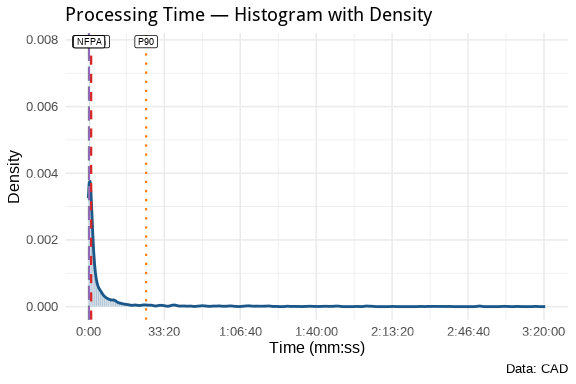 Processing Time — Histogram with Density
0.008
NFPA
P90
0.006
0.004
0.002
0.000
Density
0:00
33:20
1:06:40
1:40:00
2:13:20
2:46:40
3:20:00
Time (mm:ss)
Data: CAD